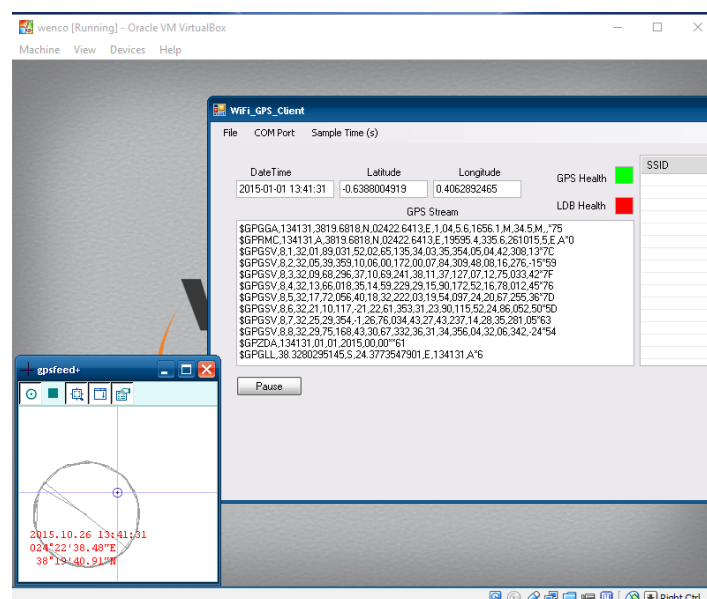 wenco [Running] - Oracle VM VirtualBox
Machine View Devices Help
WiFi_GPS_Client
File COM Port Sample Time (s)
DateTime Latitude Longitude
2015-01-01 13:41:31 -0.6388004919 0.4062892465
GPS Health
LDB Health
SSID
GPS Stream
$GPGGA,134131,3819.6818,N,02422.6413,E,1,04,5.6,1656.1,M,34.5,M,,*75
$GPRMC,134131,A,3819.6818,N,02422.6413,E,19595.4,335.6,261015,5,E,A*0
$GPGSV,8,1,32,01,89,031,52,02,65,135,34,03,35,354,05,04,42,308,13*7C
$GPGSV,8,2,32,05,39,359,10,06,00,172,00,07,84,309,48,08,16,276,-15*59
$GPGSV,8,3,32,09,68,296,37,10,69,241,38,11,37,127,07,12,75,033,42*7F
$GPGSV,8,4,32,13,66,018,35,14,59,229,29,15,90,172,52,16,78,012,45*76
$GPGSV,8,5,32,17,72,056,40,18,32,222,03,19,54,097,24,20,67,255,36*7D
$GPGSV,8,6,32,21,10,117,-21,22,61,353,31,23,90,115,52,24,86,052,50*5D
$GPGSV,8,7,32,25,29,354,-1,26,76,034,43,27,43,237,14,28,35,281,05*63
$GPGSV,8,8,32,29,75,168,43,30,67,332,36,31,34,356,04,32,06,342,-24*54
$GPZDA,134131,01,01,2015,00,00**61
$GPGLL,38.3280295145,S,24.3773547901,E,134131,A*6
Pause
gpsfeed+
2015.10.26 13:41:31
024°22'38.48"E
38°19'40.91"N
Right Ctrl